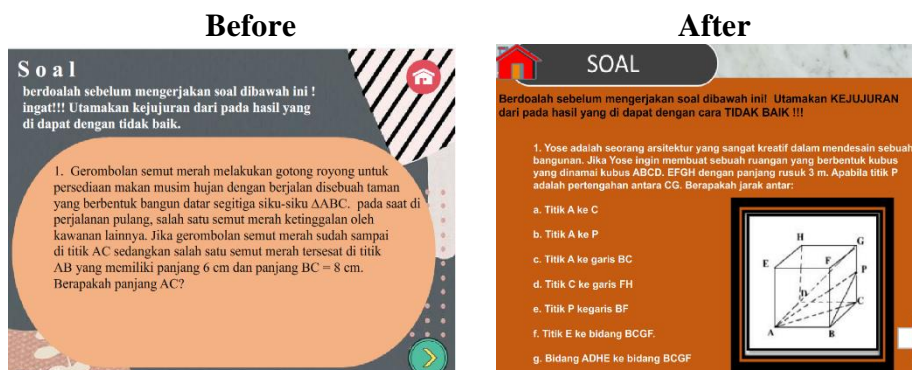 Before
S o a l
berdoalah sebelum mengerjakan soal dibawah ini !
ingat!!! Utamakan kejujuran dari pada hasil yang
di dapat dengan tidak baik.
1. Gerombolan semut merah melakukan gotong royong untuk
persediaan makan musim hujan dengan berjalan disebuah taman
yang berbentuk bangun datar segitiga siku-siku ΔABC. pada saat di
perjalanan pulang, salah satu semut merah ketinggalan oleh
kawanan lainnya. Jika gerombolan semut merah sudah sampai
di titik AC sedangkan salah satu semut merah tersesat di titik
AB yang memiliki panjang 6 cm dan panjang BC = 8 cm.
Berapakah panjang AC?
After
SOAL
Berdoalah sebelum mengerjakan soal dibawah ini! Utamakan KEJUJURAN
dari pada hasil yang di dapat dengan cara TIDAK BAIK !!!
1. Yose adalah seorang arsitektur yang sangat kreatif dalam mendesain sebuah
bangunan. Jika Yose ingin membuat sebuah ruangan yang berbentuk kubus
yang dinamai kubus ABCD. EFGH dengan panjang rusuk 3 m. Apabila titik P
adalah pertengahan antara CG. Berapakah jarak antar:
a. Titik A ke C
b. Titik A ke P
c. Titik A ke garis BC
d. Titik C ke garis FH
e. Titik P kegaris BF
f. Titik E ke bidang BCGF.
g. Bidang ADHE ke bidang BCGF
H
G
E
F
P
D
C
A
B